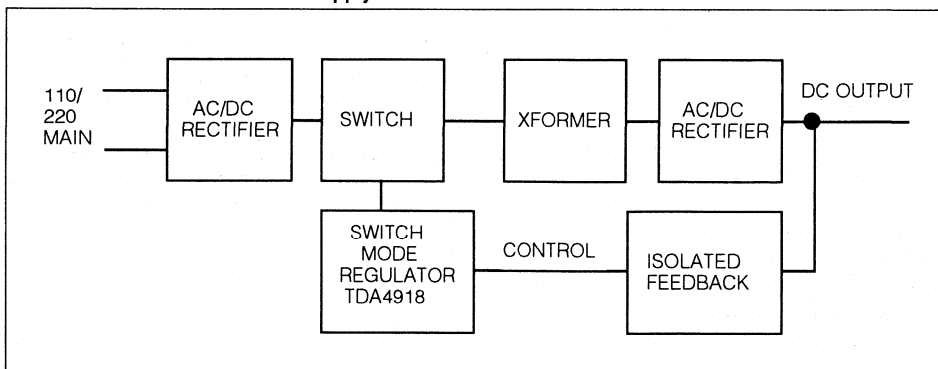 pply
110/
220
MAIN
AC/DC
RECTIFIER
SWITCH
XFORMER
AC/DC
RECTIFIER
DC OUTPUT
SWITCH
MODE
REGULATOR
TDA4918
CONTROL
ISOLATED
FEEDBACK